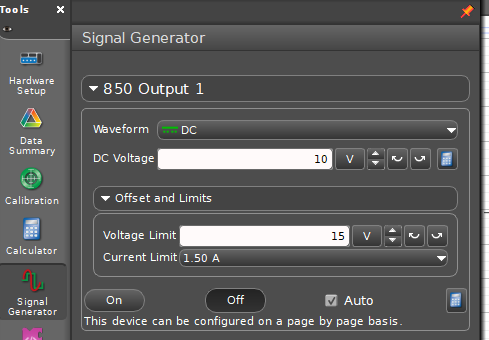 Tools
Signal Generator
850 Output 1
Hardware
Setup
Waveform DC
Data
Summary
DC Voltage 10 V
Offset and Limits
Calibration
Voltage Limit 15 V
Calculator
Current Limit 1.50 A
Signal
Generator
On Off Auto
This device can be configured on a page by page basis.